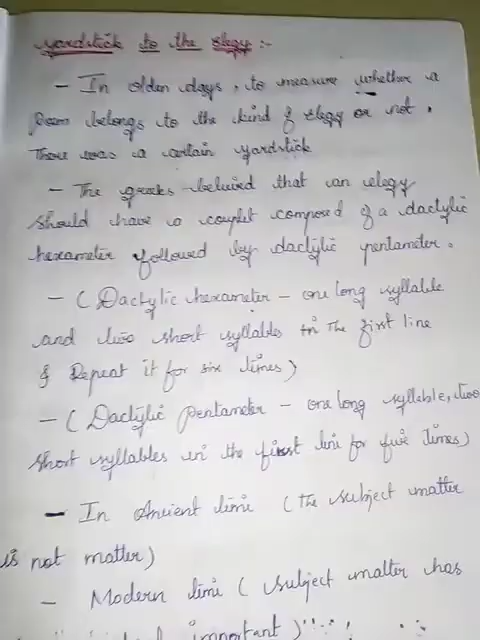 yardstick to the elegy :-
- In olden days, to measure whether a
poem belongs to the kind of elegy or not.
There was a certain yardstick
- The greeks belived that an elegy
should have a couplet composed of a dactylic
hexameter followed by dactylic pentameter.
- (Dactylic hexameter - one long syllable
and two short syllables in The first line
& Repeat it for six times)
- (Dactylic pentameter - one long syllable, two
short syllables in the first line for five times)
- In Ancient time (the subject matter
is not matter)
- Modern time (subject matter has
important)